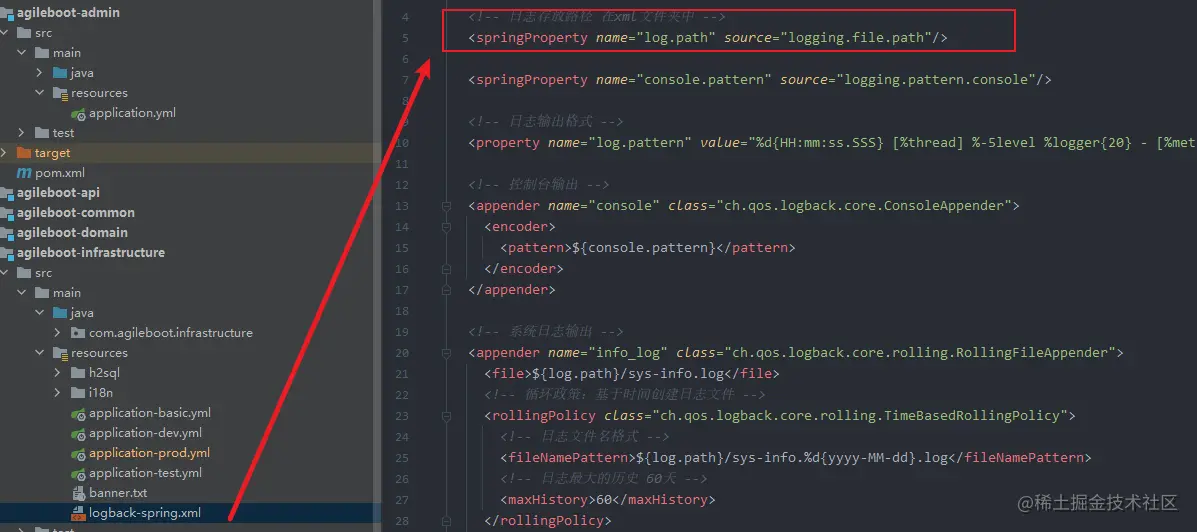 agileboot-admin
src
main
java
resources
application.yml
test
target
pom.xml
agileboot-api
agileboot-common
agileboot-domain
agileboot-infrastructure
src
main
java
com.agileboot.infrastructure
resources
h2sql
i18n
application-basic.yml
application-dev.yml
application-prod.yml
application-test.yml
banner.txt
logback-spring.xml
4 <!-- 日志存放路径 在xml文件夹中 -->
5 <springProperty name="log.path" source="logging.file.path"/>
6
7 <springProperty name="console.pattern" source="logging.pattern.console"/>
8
9 <!-- 日志输出格式 -->
10 <property name="log.pattern" value="%d{HH:mm:ss.SSS} [%thread] %-5level %logger{20} - [%met
11
12 <!-- 控制台输出 -->
13 <appender name="console" class="ch.qos.logback.core.ConsoleAppender">
14 <encoder>
15 <pattern>${console.pattern}</pattern>
16 </encoder>
17 </appender>
18
19 <!-- 系统日志输出 -->
20 <appender name="info_log" class="ch.qos.logback.core.rolling.RollingFileAppender">
21 <file>${log.path}/sys-info.log</file>
22 <!-- 循环政策：基于时间创建日志文件 -->
23 <rollingPolicy class="ch.qos.logback.core.rolling.TimeBasedRollingPolicy">
24 <!-- 日志文件名格式 -->
25 <fileNamePattern>${log.path}/sys-info.%d{yyyy-MM-dd}.log</fileNamePattern>
26 <!-- 日志最大的历史 60天 -->
27 <maxHistory>60</maxHistory>
28 </rollingPolicy>
@稀土掘金技术社区